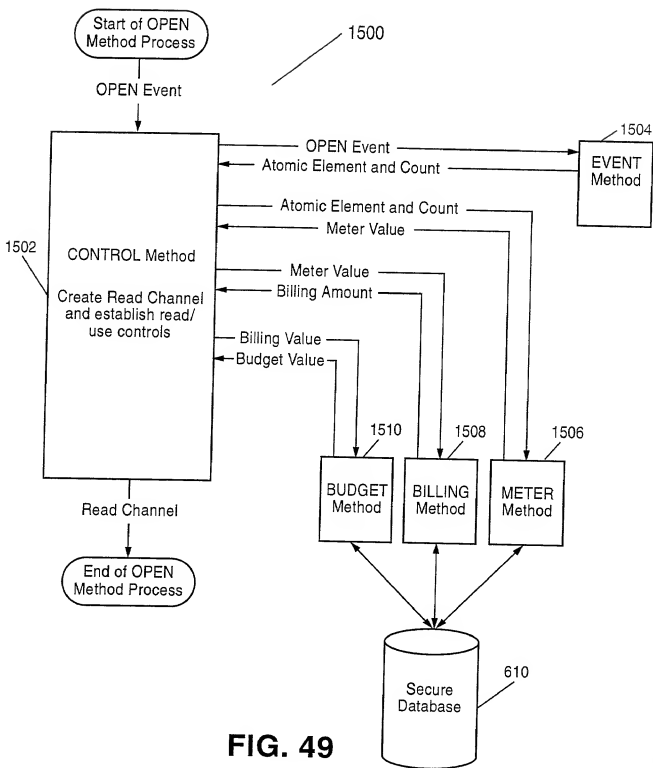 Start of OPEN
Method Process
1500
OPEN Event
OPEN Event
Atomic Element and Count
1504
EVENT
Method
Atomic Element and Count
Meter Value
1502
CONTROL Method
Create Read Channel
and establish read/
use controls
Meter Value
Billing Amount
Billing Value
Budget Value
1510
1508
1506
BUDGET
Method
BILLING
Method
METER
Method
Read Channel
End of OPEN
Method Process
Secure
Database
610
FIG. 49